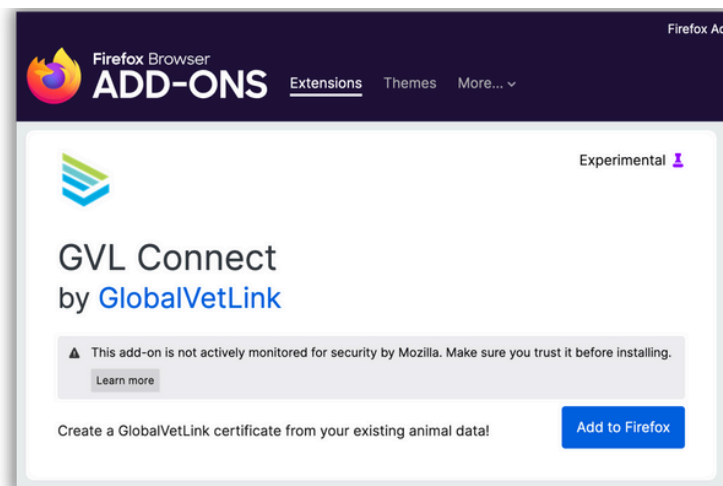 Firefox Ad
Firefox Browser
ADD-ONS
Extensions Themes More...
Experimental
GVL Connect
by GlobalVetLink
This add-on is not actively monitored for security by Mozilla. Make sure you trust it before installing.
Learn more
Create a GlobalVetLink certificate from your existing animal data!
Add to Firefox